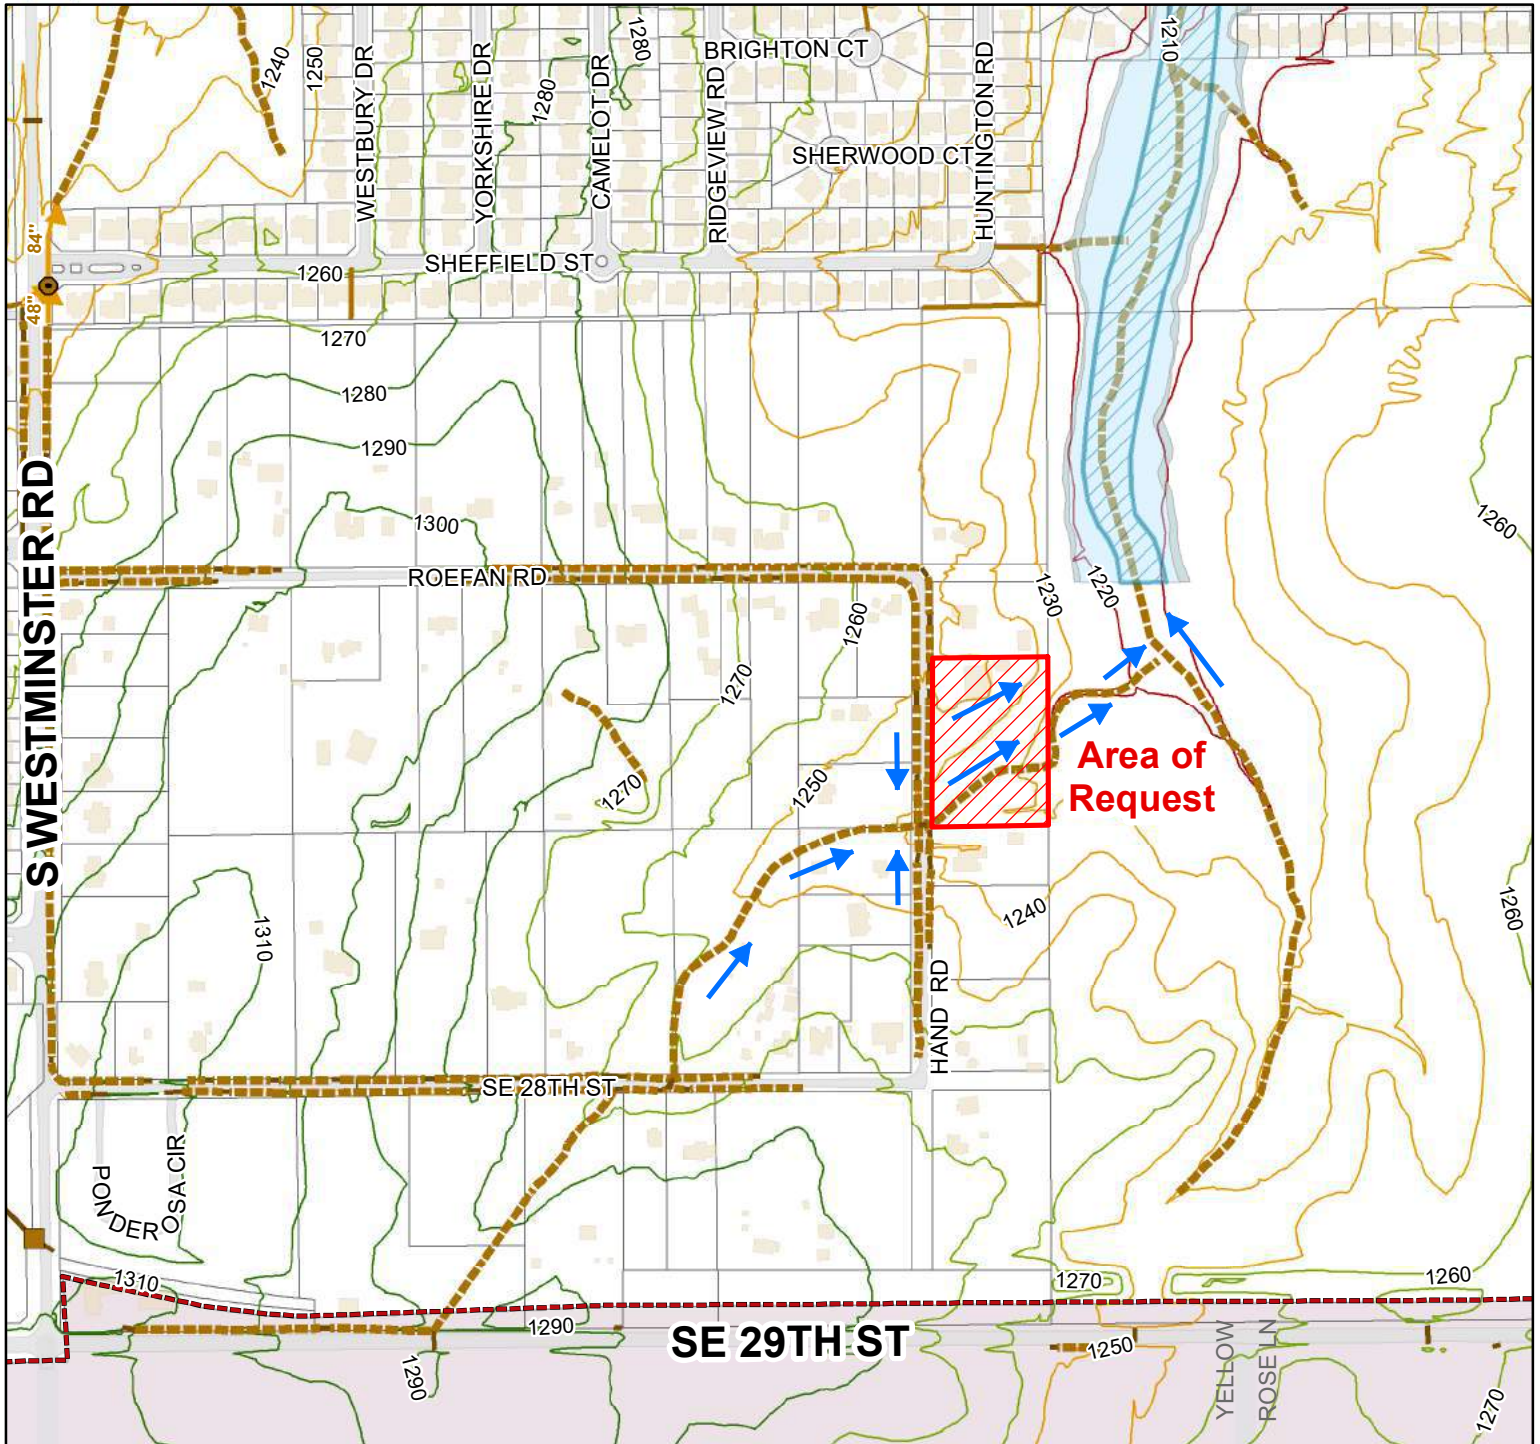 1240
1250
WESTBURY DR
YORKSHIRE DR
1280
CAMELOT DR
1280
RIDGEVIEW RD
BRIGHTON CT
SHERWOOD CT
HUNTINGTON RD
1210
84"
48"
1260
SHEFFIELD ST
1270
1280
1290
1300
S WESTMINSTER RD
ROEFAN RD
1260
1230
1220
1260
1270
1270
1250
Area of
Request
1310
1240
1260
HAND RD
SE 28TH ST
PONDEROSA CIR
1310
1270
1260
1290
SE 29TH ST
1250
1290
YELLOW
ROSE LN
1270